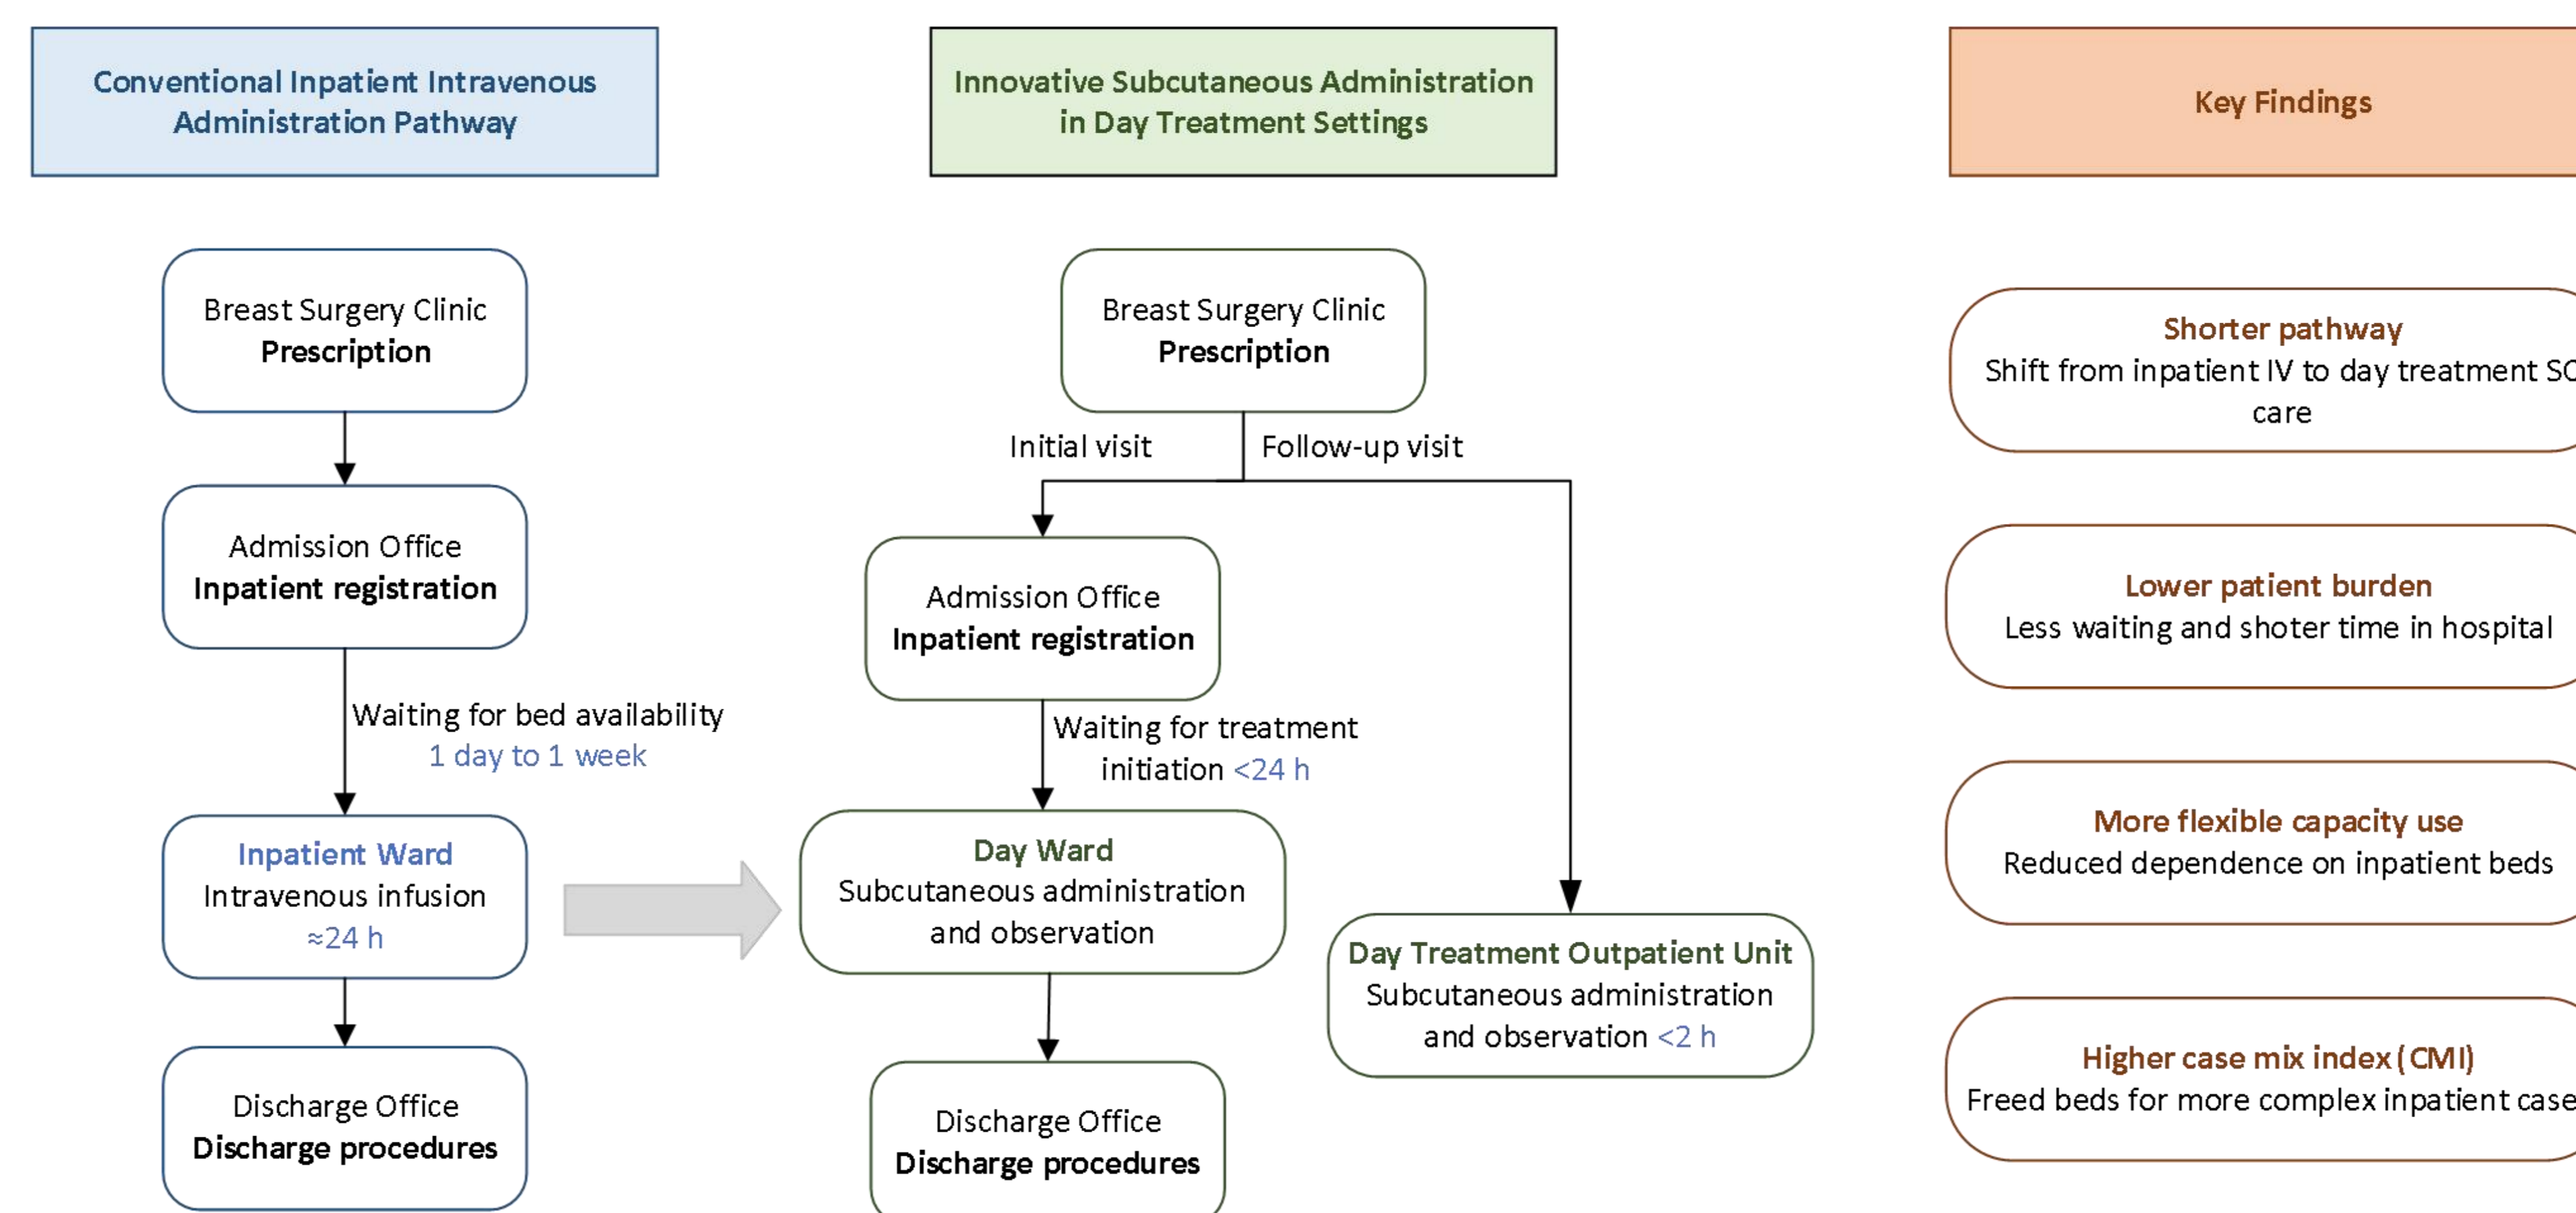 Conventional Inpatient Intravenous
Administration Pathway
Breast Surgery Clinic
Prescription
Admission Office
Inpatient registration
Waiting for bed availability
1 day to 1 week
Inpatient Ward
Intravenous infusion
≈24 h
Discharge Office
Discharge procedures
Innovative Subcutaneous Administration
in Day Treatment Settings
Breast Surgery Clinic
Prescription
Initial visit
Follow-up visit
Admission Office
Inpatient registration
Waiting for treatment
initiation <24 h
Day Ward
Subcutaneous administration
and observation
Discharge Office
Discharge procedures
Day Treatment Outpatient Unit
Subcutaneous administration
and observation <2 h
Key Findings
Shorter pathway
Shift from inpatient IV to day treatment SC
care
Lower patient burden
Less waiting and shoter time in hospital
More flexible capacity use
Reduced dependence on inpatient beds
Higher case mix index (CMI)
Freed beds for more complex inpatient case